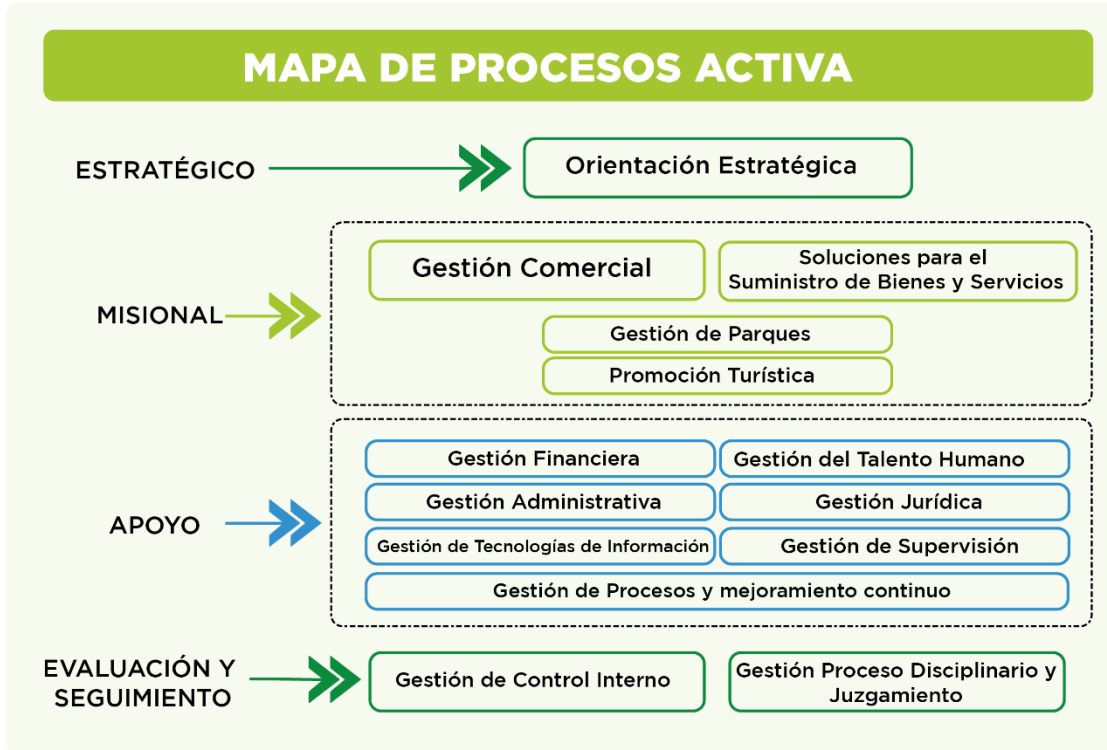 MAPA DE PROCESOS ACTIVA
ESTRATÉGICO
Orientación Estratégica
MISIONAL
Gestión Comercial
Soluciones para el
Suministro de Bienes y Servicios
Gestión de Parques
Promoción Turística
APOYO
Gestión Financiera
Gestión del Talento Humano
Gestión Administrativa
Gestión Jurídica
Gestión de Tecnologías de Información
Gestión de Supervisión
Gestión de Procesos y mejoramiento continuo
EVALUACIÓN Y
SEGUIMIENTO
Gestión de Control Interno
Gestión Proceso Disciplinario y
Juzgamiento